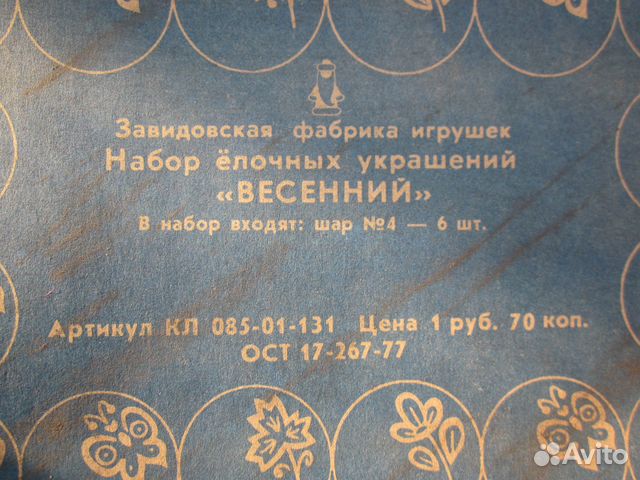 Завидовская фабрика игрушек
Набор ёлочных украшений
«ВЕСЕННИЙ»
В набор входят: шар №4 — 6 шт.
Артикул КЛ 085-01-131 Цена 1 руб. 70 коп.
ОСТ 17-267-77
Avito